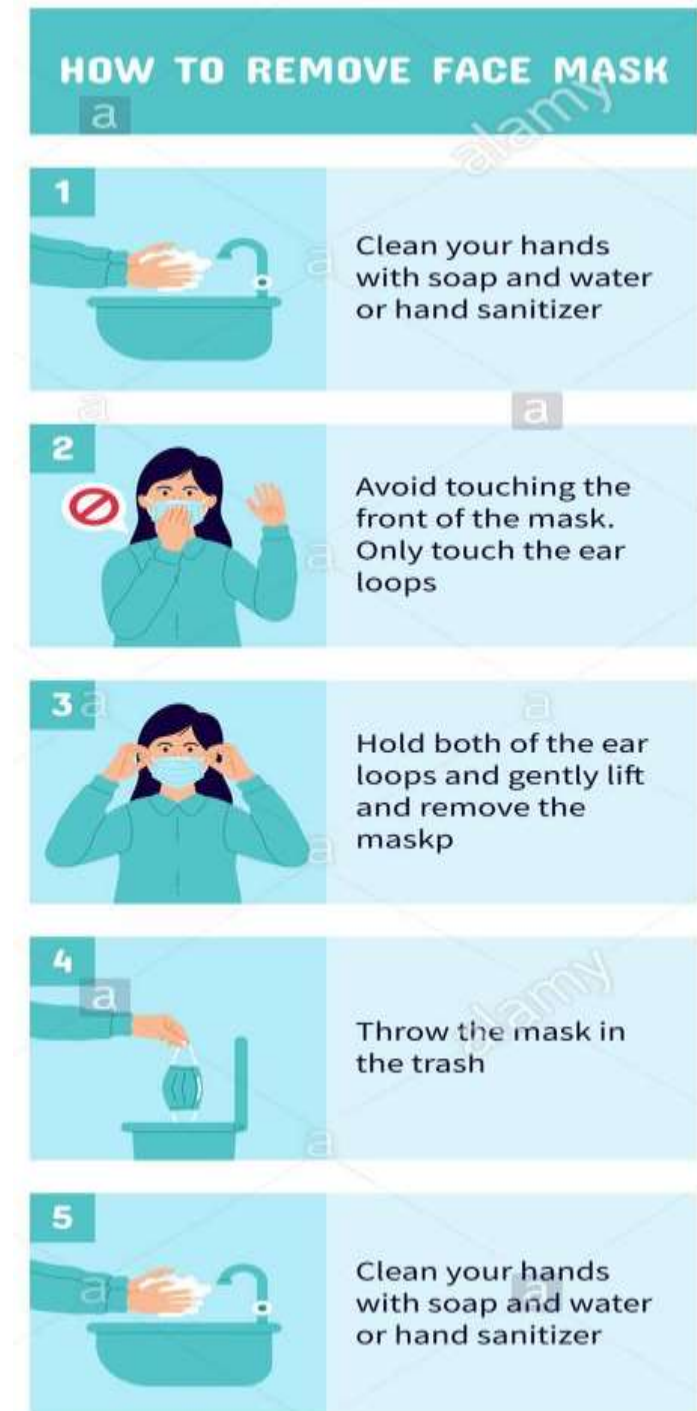 HOW TO REMOVE FACE MASK
a
alamy
1
Clean your hands
with soap and water
or hand sanitizer
a
a
a
2
Avoid touching the
front of the mask.
Only touch the ear
loops
a
3
a
a
Hold both of the ear
loops and gently lift
and remove the
maskp
a
4
a
alamy
Throw the mask in
the trash
a
5
Clean your hands
with soap and water
or hand sanitizer
a
a